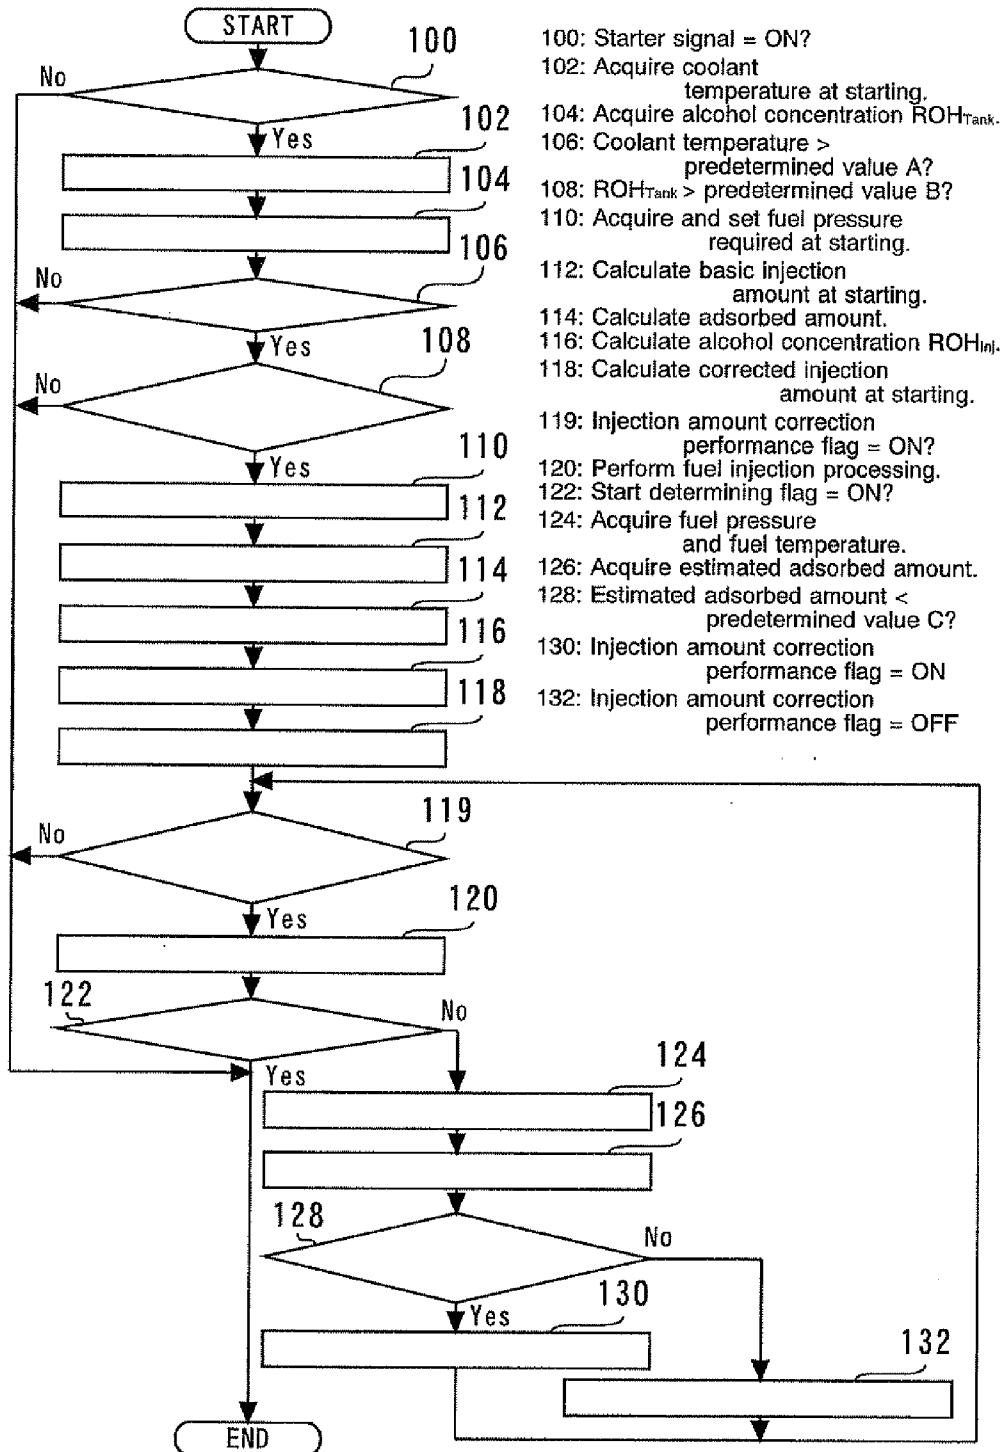 START
100
No
Yes
102
104
106
No
Yes
108
No
Yes
110
112
114
116
118
119
No
Yes
120
122
No
Yes
124
126
128
No
Yes
130
132
END
100: Starter signal = ON?
102: Acquire coolant
temperature at starting.
104: Acquire alcohol concentration ROHTank.
106: Coolant temperature >
predetermined value A?
108: ROHTank > predetermined value B?
110: Acquire and set fuel pressure
required at starting.
112: Calculate basic injection
amount at starting.
114: Calculate adsorbed amount.
116: Calculate alcohol concentration ROHInj.
118: Calculate corrected injection
amount at starting.
119: Injection amount correction
performance flag = ON?
120: Perform fuel injection processing.
122: Start determining flag = ON?
124: Acquire fuel pressure
and fuel temperature.
126: Acquire estimated adsorbed amount.
128: Estimated adsorbed amount <
predetermined value C?
130: Injection amount correction
performance flag = ON
132: Injection amount correction
performance flag = OFF